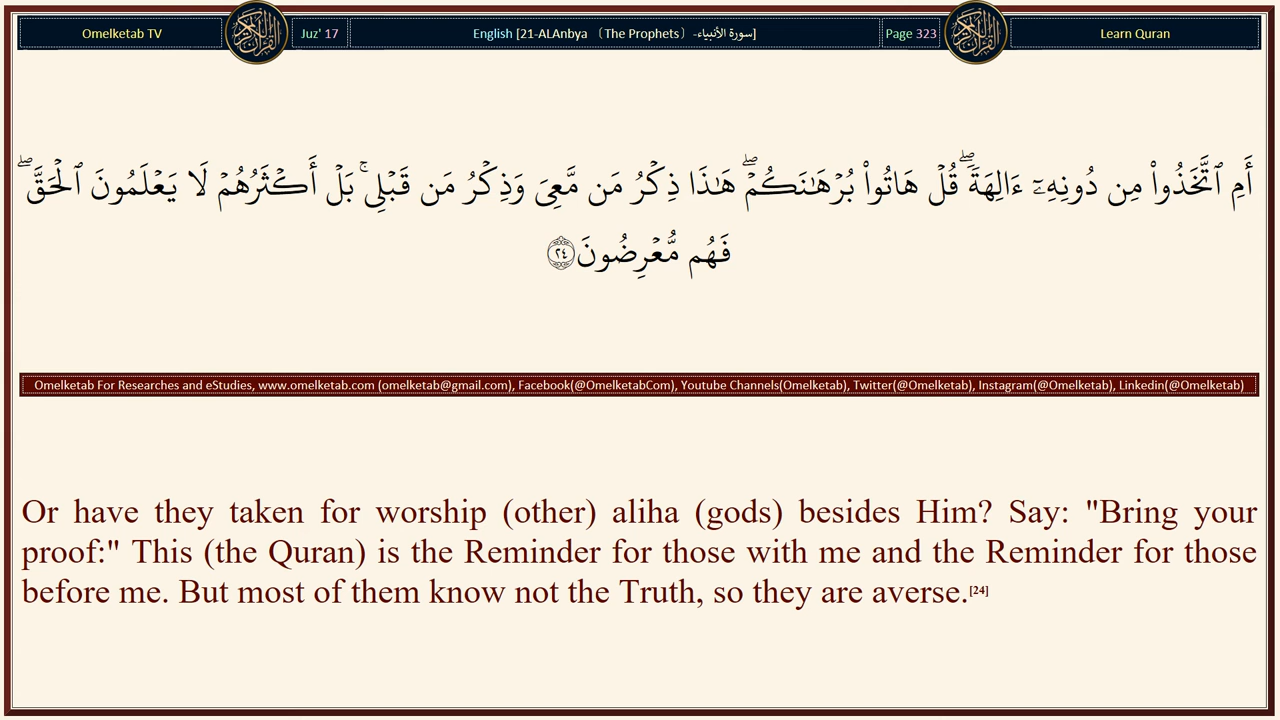 Omelketab TV
Juz' 17
English [21-ALAnbya （The Prophets） -سورة الأنبياء]
Page 323
Learn Quran
أَمِ ٱتَّخَذُوا۟ مِن دُونِهِۦٓ ءَالِهَةًۖ قُلْ هَاتُوا۟ بُرْهَـٰنَكُمْۖ هَـٰذَا ذِكْرُ مَن مَّعِىَ وَذِكْرُ مَن قَبْلِىۚ بَلْ أَكْثَرُهُمْ لَا يَعْلَمُونَ ٱلْحَقَّۖ
فَهُم مُّعْرِضُونَ ٢٤
Omelketab For Researches and eStudies, www.omelketab.com (omelketab@gmail.com), Facebook(@OmelketabCom), Youtube Channels(Omelketab), Twitter(@Omelketab), Instagram(@Omelketab), Linkedin(@Omelketab)
Or have they taken for worship (other) aliha (gods) besides Him? Say: "Bring your
proof:" This (the Quran) is the Reminder for those with me and the Reminder for those
before me. But most of them know not the Truth, so they are averse.[24]